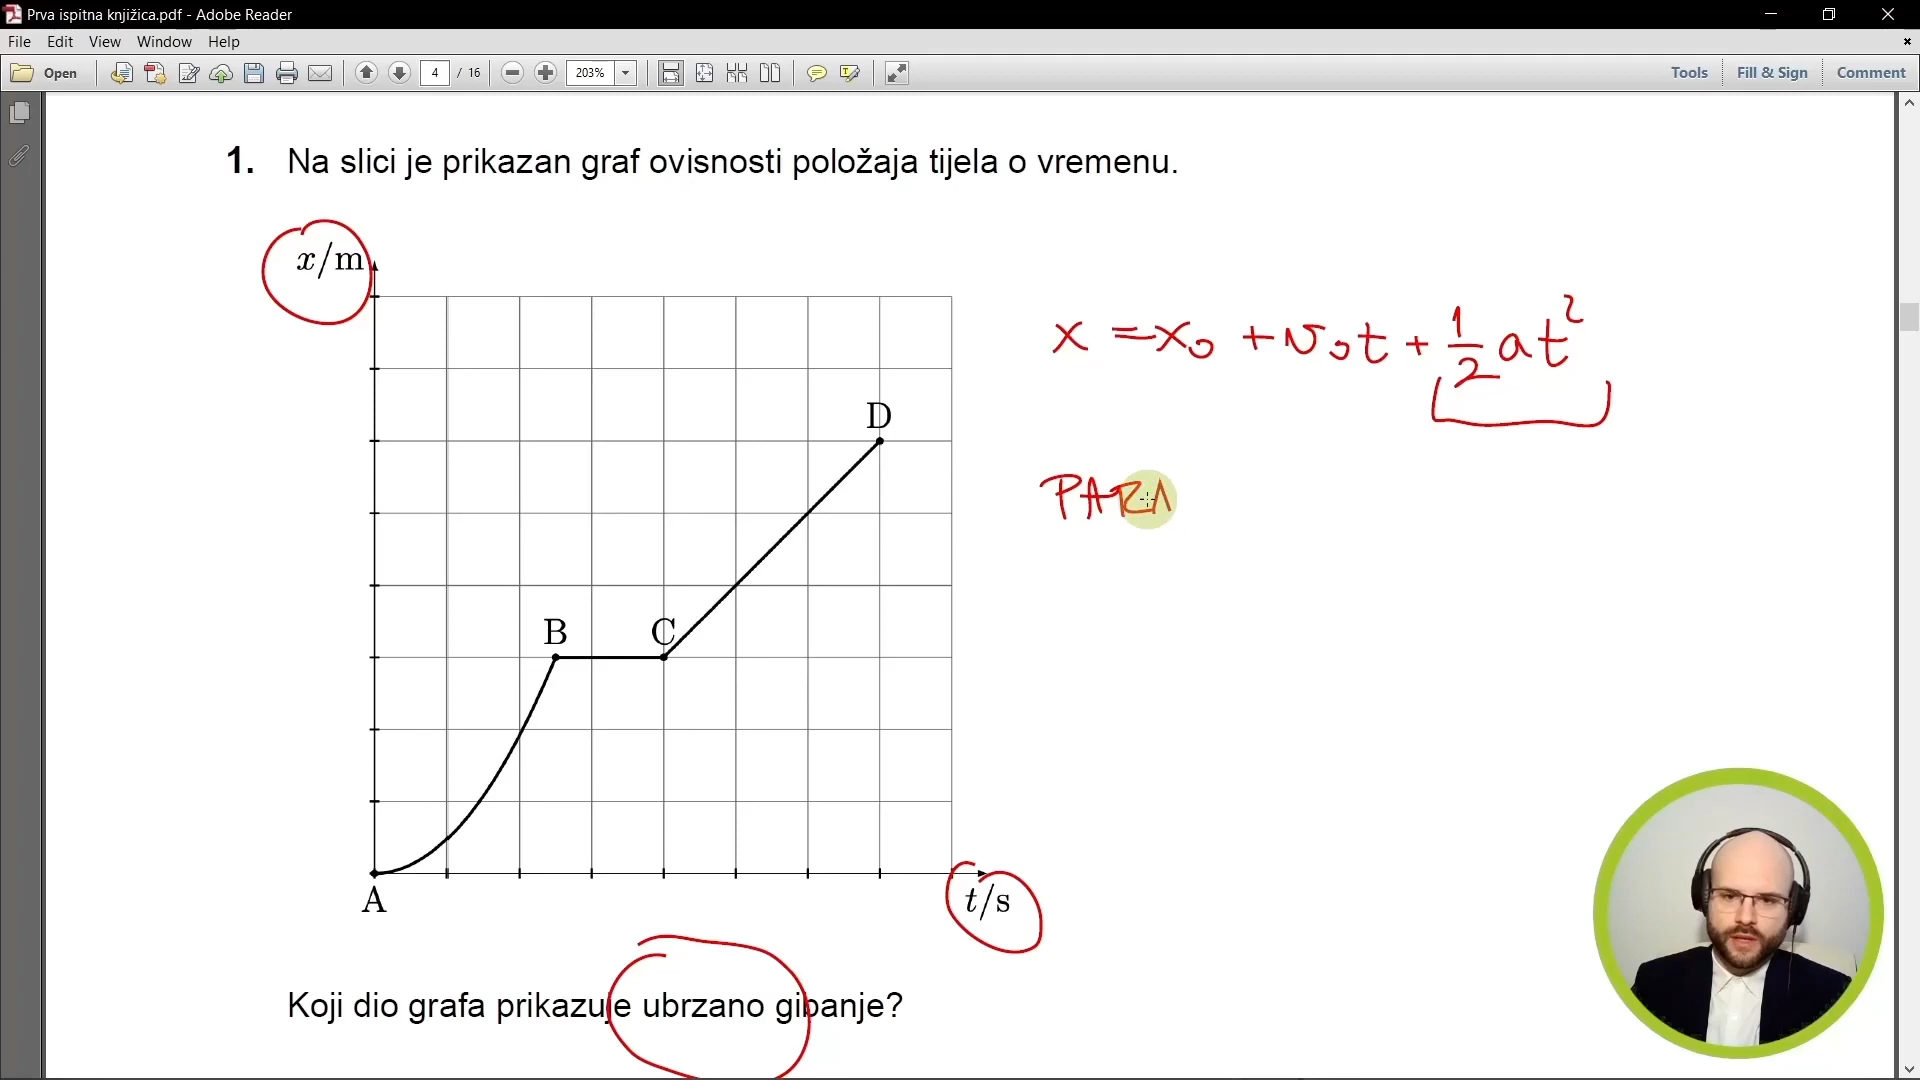 Prva ispitna knjižica.pdf - Adobe Reader
File Edit View Window Help
Open 4 / 16 203% Tools Fill & Sign Comment
1. Na slici je prikazan graf ovisnosti položaja tijela o vremenu.
x/m
x = x₀ + v₀t + 1/2 at²
D
PARA
B C
A
t/s
Koji dio grafa prikazuje ubrzano gibanje?